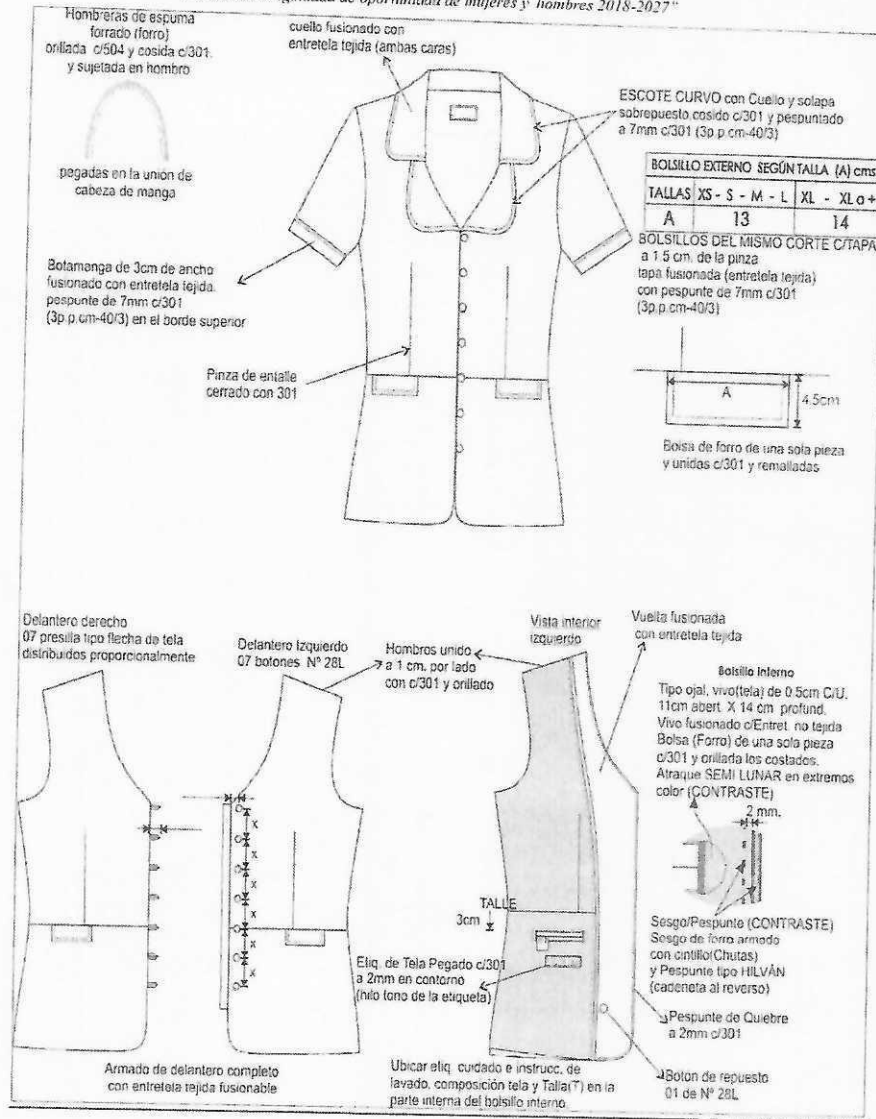 igualdad de oportunidad de mujeres y hombres 2018-2027"
Hombreras de espuma
forrado (forro)
orillada c/504 y cosida c/301.
y sujetada en hombro
pegadas en la unión de
cabeza de manga
cuello fusionado con
entretela tejida (ambas caras)
ESCOTE CURVO con Cuello y solapa
sobrepuesto cosido c/301 y pespuntado
a 7mm c/301 (3p.p.cm-40/3)
BOLSILLO EXTERNO SEGÚN TALLA (A) cms
TALLAS XS - S - M - L XL - XL a +
A 13 14
BOLSILLOS DEL MISMO CORTE C/TAPA
a 1.5 cm. de la pinza
tapa fusionada (entretela tejida)
con pespunte de 7mm c/301
(3p.p.cm-40/3)
A
4.5cm
Bolsa de forro de una sola pieza
y unidas c/301 y remalladas
Botamanga de 3cm de ancho
fusionado con entretela tejida.
pespunte de 7mm c/301
(3p.p.cm-40/3) en el borde superior
Pinza de entalle
cerrado con 301
Delantero derecho
07 presilla tipo flecha de tela
distribuidos proporcionalmente
Delantero Izquierdo
07 botones Nº 28L
Hombros unido
a 1 cm. por lado
con c/301 y orillado
Vista interior
izquierdo
Vuelta fusionada
con entretela tejida
Bolsillo Interno
Tipo ojal, vivo(tela) de 0.5cm C/U.
11cm abert. X 14 cm profund.
Vivo fusionado c/Entret. no tejida
Bolsa (Forro) de una sola pieza
c/301 y orillada los costados.
Atraque SEMI LUNAR en extremos
color (CONTRASTE)
2 mm.
x
x
x
x
x
x
TALLE
3cm
Etiq. de Tela Pegado c/301
a 2mm en contorno
(hilo tono de la etiqueta)
Sesgo/Pespunte (CONTRASTE)
Sesgo de forro armado
con cintillo(Chutas)
y Pespunte tipo HILVÁN
(cadeneta al reverso)
Pespunte de Quiebre
a 2mm c/301
Boton de repuesto
01 de Nº 28L
Armado de delantero completo
con entretela tejida fusionable
Ubicar etiq. cuidado e instrucc. de
lavado, composición tela y Talla(T) en la
parte interna del bolsillo interno